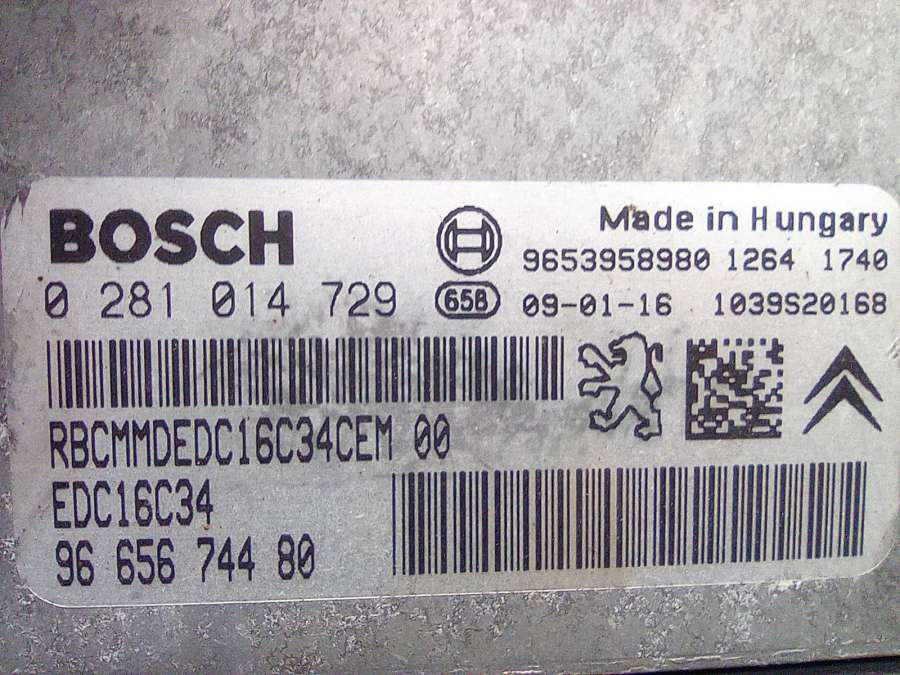 BOSCH
Made in Hungary
9653958980 1264 1740
0 281 014 729
658
09-01-16 1039S20168
RBCMMDEDC16C34CEM 00
EDC16C34
96 656 744 80